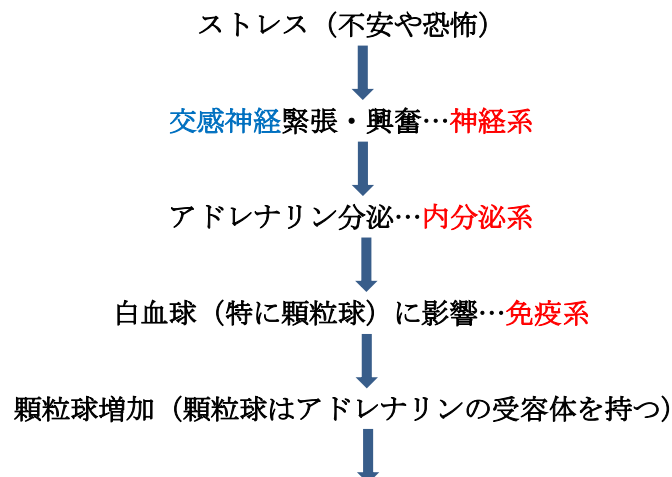 ストレス（不安や恐怖）
交感神経緊張・興奮…神経系
アドレナリン分泌…内分泌系
白血球（特に顆粒球）に影響…免疫系
顆粒球増加（顆粒球はアドレナリンの受容体を持つ）